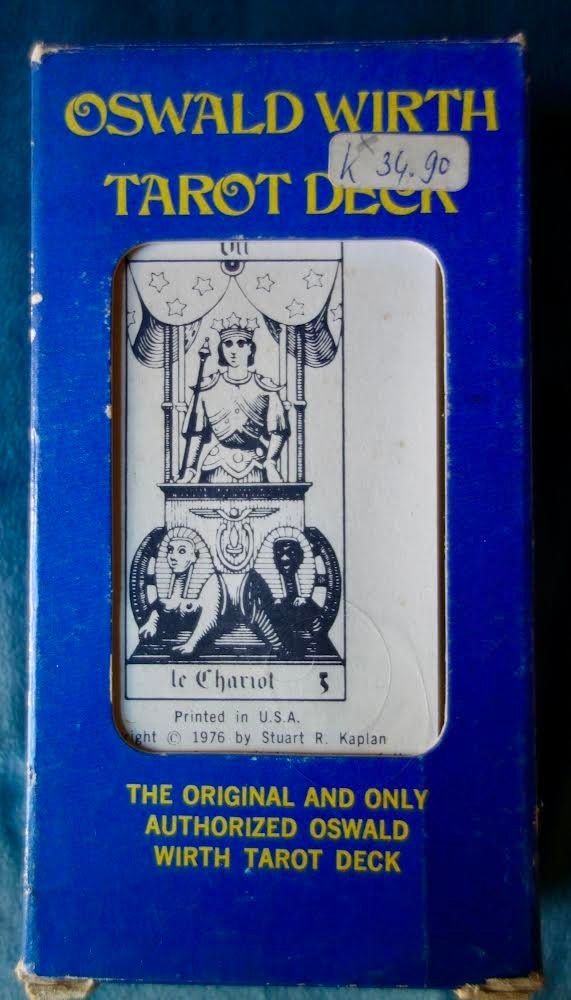 OSWALD WIRTH
K 34.90
TAROT DECK
VII
le Chariot ז
Printed in U.S.A.
ight © 1976 by Stuart R. Kaplan
THE ORIGINAL AND ONLY
AUTHORIZED OSWALD
WIRTH TAROT DECK